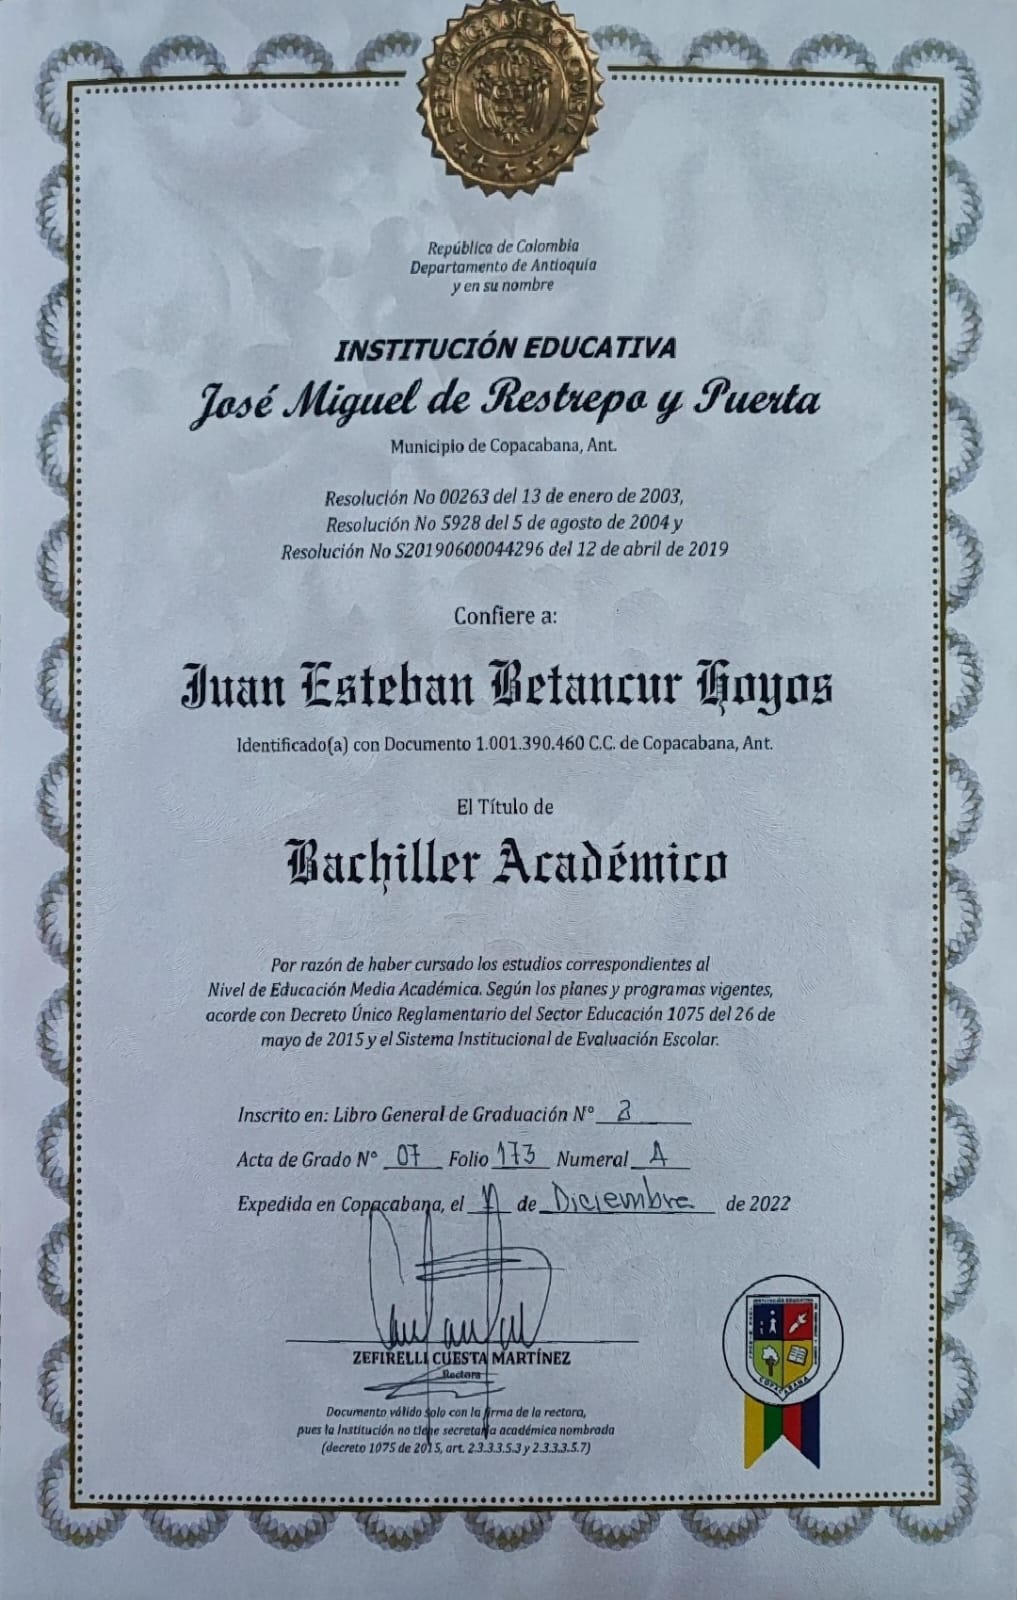 REPÚBLICA DE COLOMBIA
República de Colombia
Departamento de Antioquia
y en su nombre
INSTITUCIÓN EDUCATIVA
José Miguel de Restrepo y Puerta
Municipio de Copacabana, Ant.
Resolución No 00263 del 13 de enero de 2003,
Resolución No 5928 del 5 de agosto de 2004 y
Resolución No S20190600044296 del 12 de abril de 2019
Confiere a:
Juan Esteban Betancur Hoyos
Identificado(a) con Documento 1.001.390.460 C.C. de Copacabana, Ant.
El Título de
Bachiller Académico
Por razón de haber cursado los estudios correspondientes al
Nivel de Educación Media Académica. Según los planes y programas vigentes,
acorde con Decreto Único Reglamentario del Sector Educación 1075 del 26 de
mayo de 2015 y el Sistema Institucional de Evaluación Escolar.
Inscrito en: Libro General de Graduación N°
Acta de Grado N° 07 Folio 173 Numeral A
Expedida en Copacabana, el de Diciembre de 2022
ZEFIRELLI CUESTA MARTÍNEZ
Rectora
Documento válido solo con la firma de la rectora,
pues la Institución no tiene secretaria académica nombrada
(decreto 1075 de 2015, art. 2.3.3.3.5.3 y 2.3.3.3.5.7)
COPACABANA